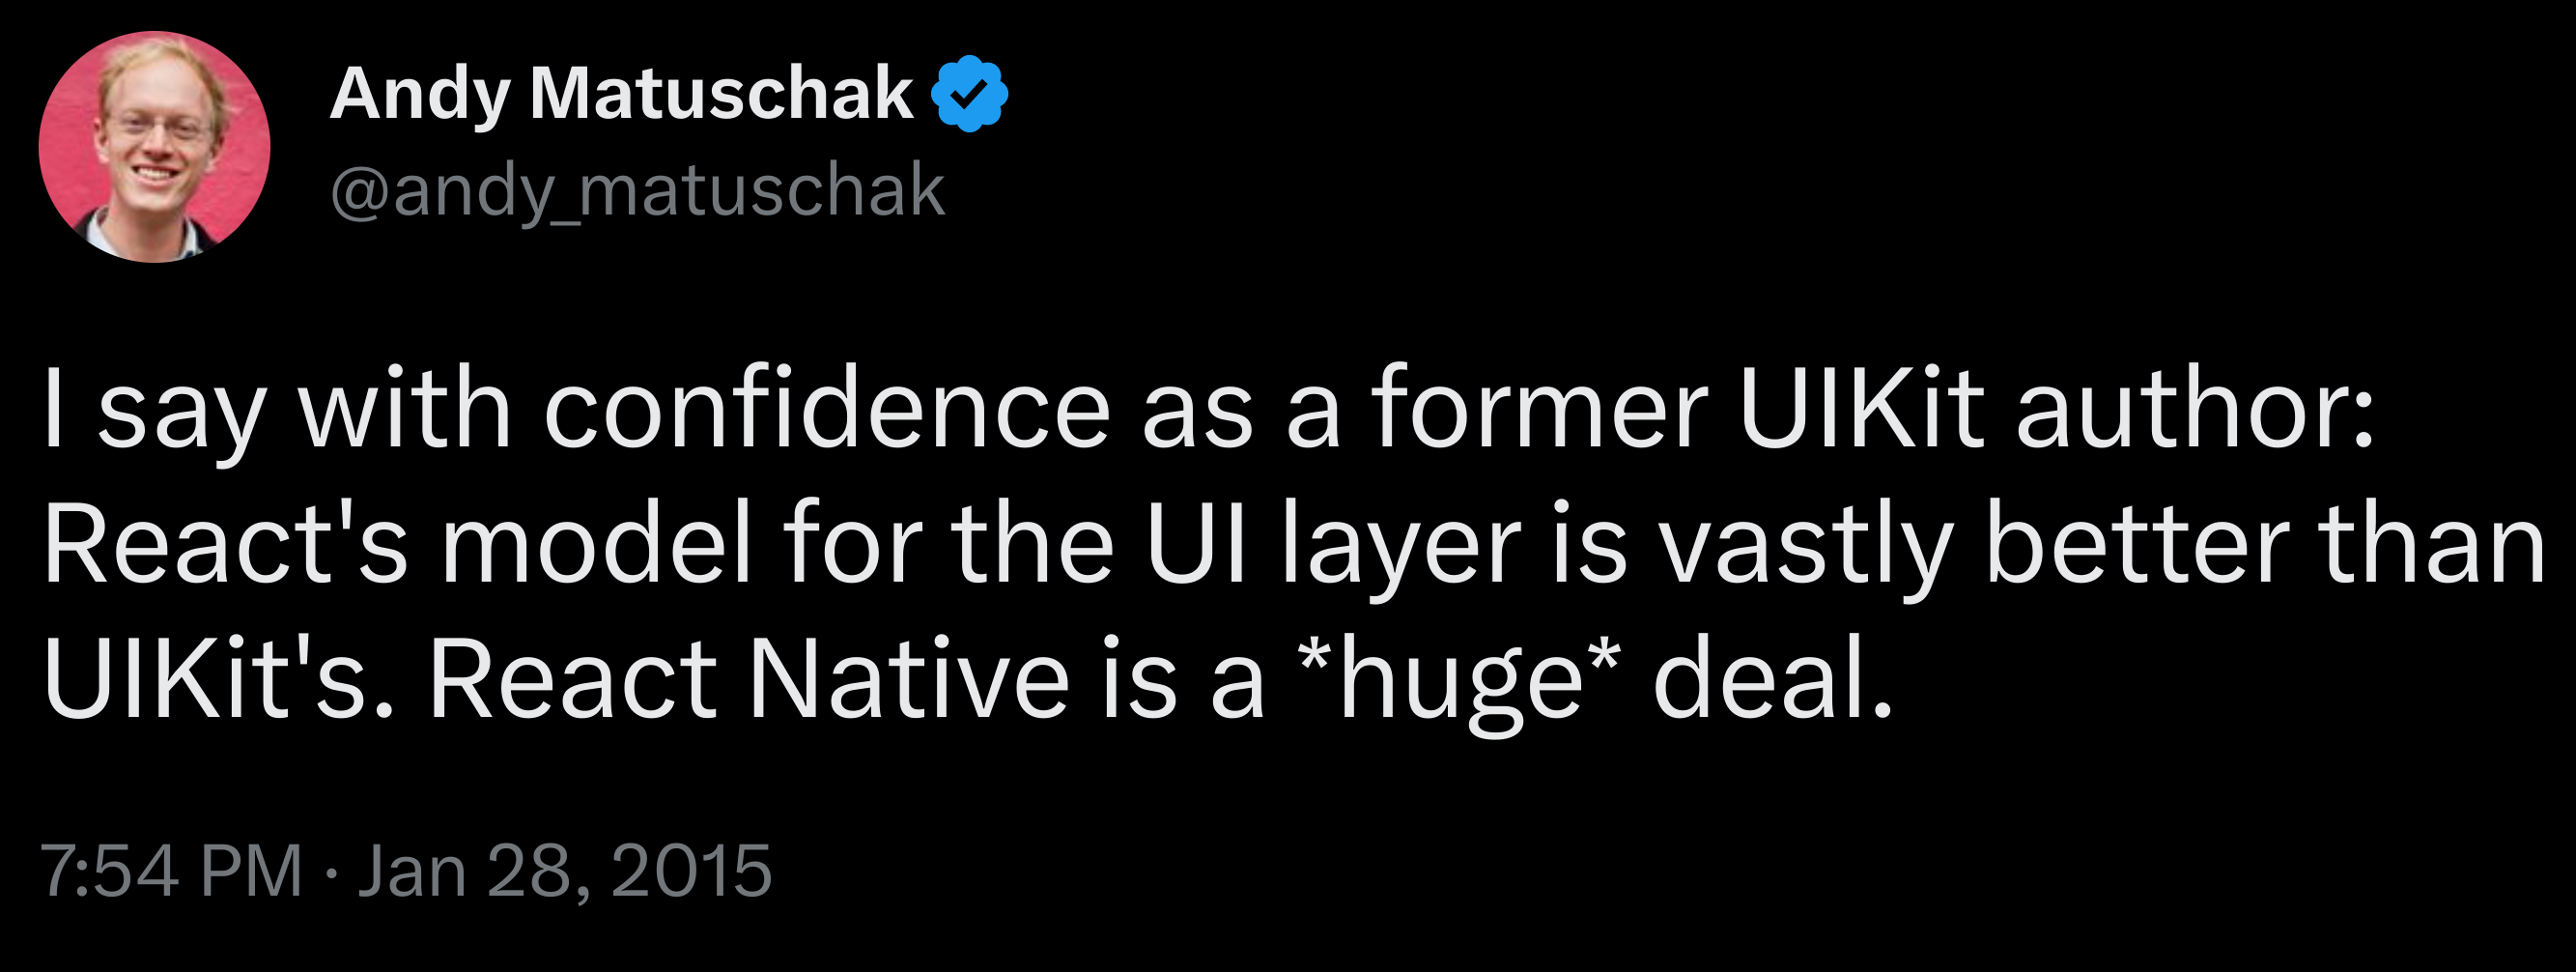 Andy Matuschak
@andy_matuschak
I say with confidence as a former UIKit author:
React's model for the UI layer is vastly better than
UIKit's. React Native is a *huge* deal.
7:54 PM · Jan 28, 2015